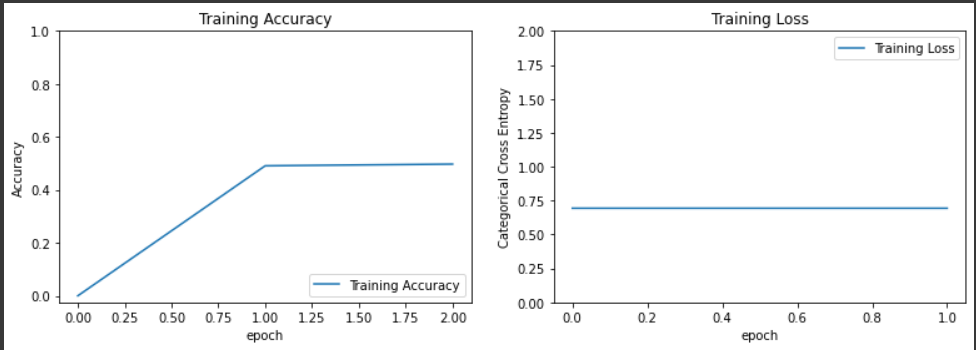 Training Accuracy
1.0
0.8
0.6
0.4
0.2
0.0
Accuracy
Training Accuracy
0.00 0.25 0.50 0.75 1.00 1.25 1.50 1.75 2.00
epoch
Training Loss
2.00
1.75
1.50
1.25
1.00
0.75
0.50
0.25
0.00
Categorical Cross Entropy
Training Loss
0.0 0.2 0.4 0.6 0.8 1.0
epoch